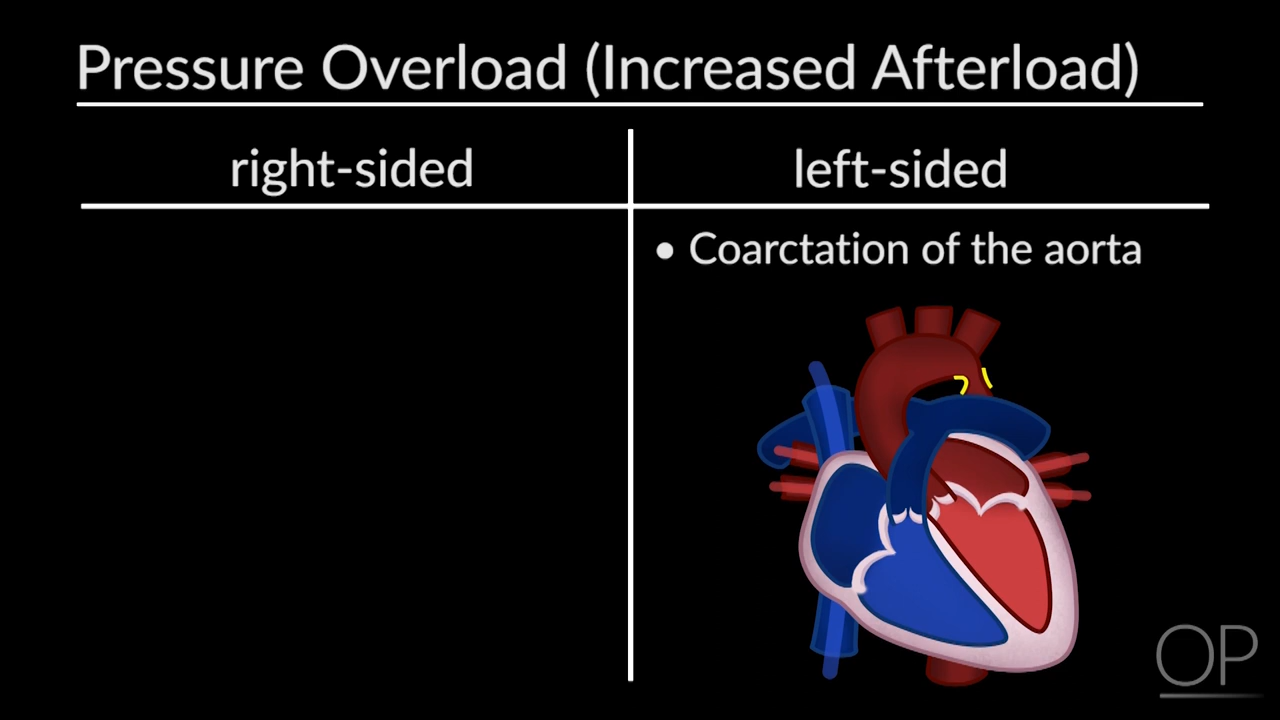 Pressure Overload (Increased Afterload)
right-sided
left-sided
• Coarctation of the aorta
OP